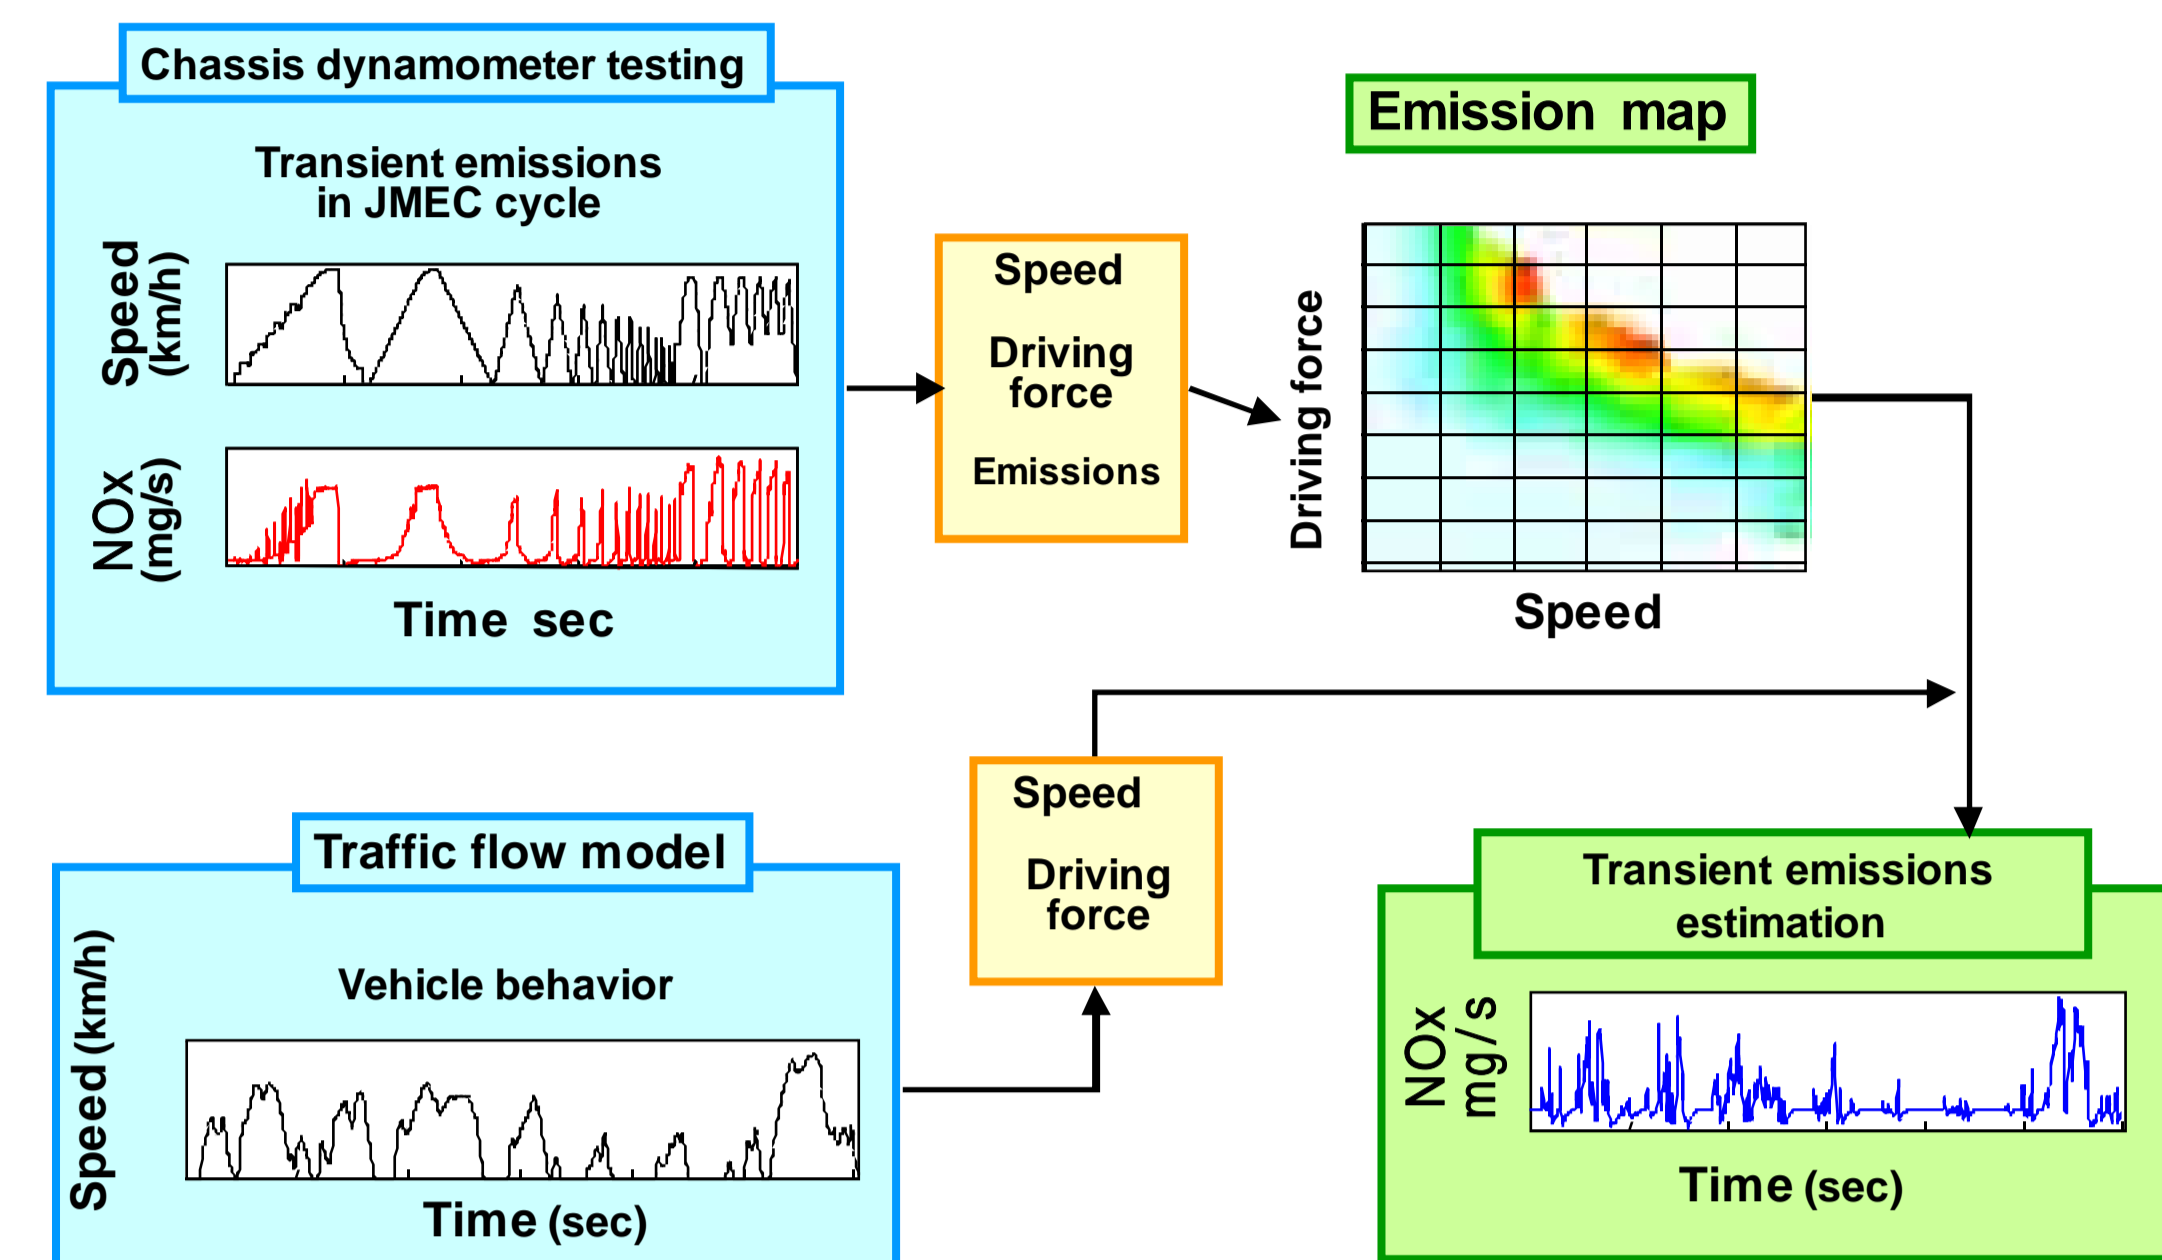 Chassis dynamometer testing
Transient emissions
in JMEC cycle
Speed
(km/h)
NOx
(mg/s)
Time sec
Speed
Driving
force
Emissions
Emission map
Driving force
Speed
Traffic flow model
Vehicle behavior
Speed (km/h)
Time (sec)
Speed
Driving
force
Transient emissions
estimation
NOx
mg/s
Time (sec)